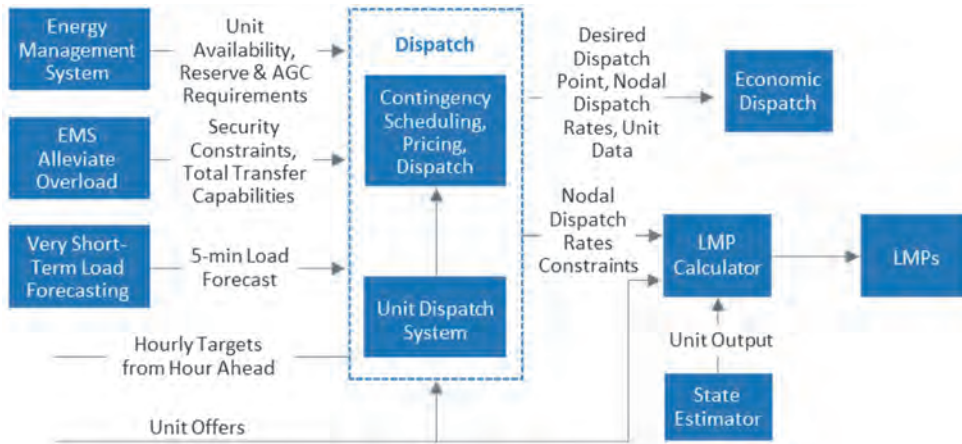 Energy
Management
System
Unit
Availability,
Reserve & AGC
Requirements
EMS
Alleviate
Overload
Security
Constraints,
Total Transfer
Capabilities
Very Short-
Term Load
Forecasting
5-min Load
Forecast
Hourly Targets
from Hour Ahead
Unit Offers
Dispatch
Contingency
Scheduling,
Pricing,
Dispatch
Unit Dispatch
System
Desired
Dispatch
Point, Nodal
Dispatch
Rates, Unit
Data
Economic
Dispatch
Nodal
Dispatch
Rates
Constraints
LMP
Calculator
LMPs
Unit Output
State
Estimator